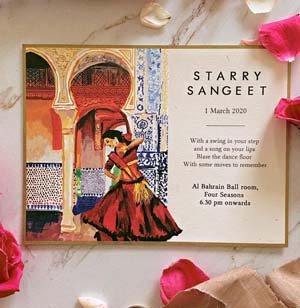 STARRY
SANGEET
1 March 2020
With a swing in your step
and a song on your lips
Blase the dance floor
With some moves to remember
Al Bahrain Ball room,
Four Seasons
6.30 pm onwards